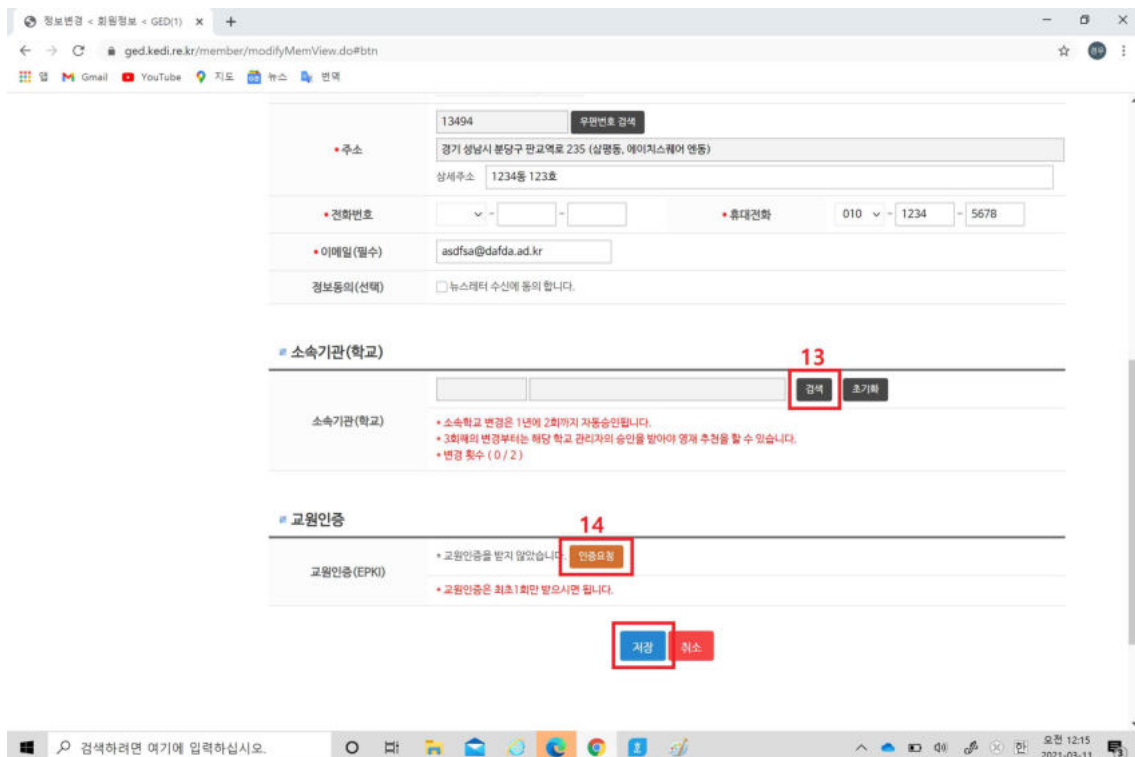 정보변경 < 회원정보 < GED(1) × +
ged.kedi.re.kr/member/modifyMemView.do#btn
앱 Gmail YouTube 지도 뉴스 번역
13494 우편번호 검색
•주소 경기 성남시 분당구 판교역로 235 (삼평동, 에이치스퀘어 엔동)
상세주소 1234동 123호
•전화번호 - - •휴대전화 010 - 1234 - 5678
•이메일(필수) asdfsa@dafda.ad.kr
정보동의(선택) 뉴스레터 수신에 동의 합니다.
소속기관(학교)
13
검색 초기화
소속기관(학교)
* 소속학교 변경은 1년에 2회까지 자동승인됩니다.
* 3회째의 변경부터는 해당 학교 관리자의 승인을 받아야 영재 추천을 할 수 있습니다.
* 변경 횟수 ( 0 / 2 )
교원인증
14
* 교원인증을 받지 않았습니다. 인증요청
교원인증(EPKI)
* 교원인증은 최초1회만 받으시면 됩니다.
저장 취소
검색하려면 여기에 입력하십시오.
한 오전 12:15
2021-03-11